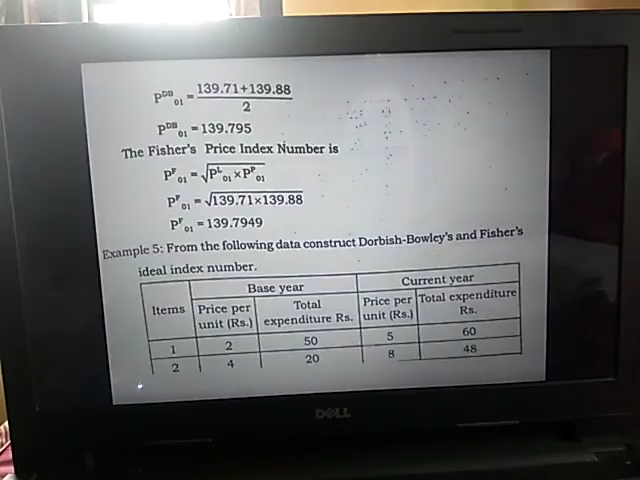 P^DB_01 = 139.71+139.88 / 2
P^DB_01 = 139.795
The Fisher's Price Index Number is
P^F_01 = √P^L_01 × P^P_01
P^F_01 = √139.71×139.88
P^F_01 = 139.7949
Example 5: From the following data construct Dorbish-Bowley's and Fisher's
ideal index number.
Items | Base year | Current year
Price per unit (Rs.) | Total expenditure Rs. | Price per unit (Rs.) | Total expenditure Rs.
1 | 2 | 50 | 5 | 60
2 | 4 | 20 | 8 | 48
DELL